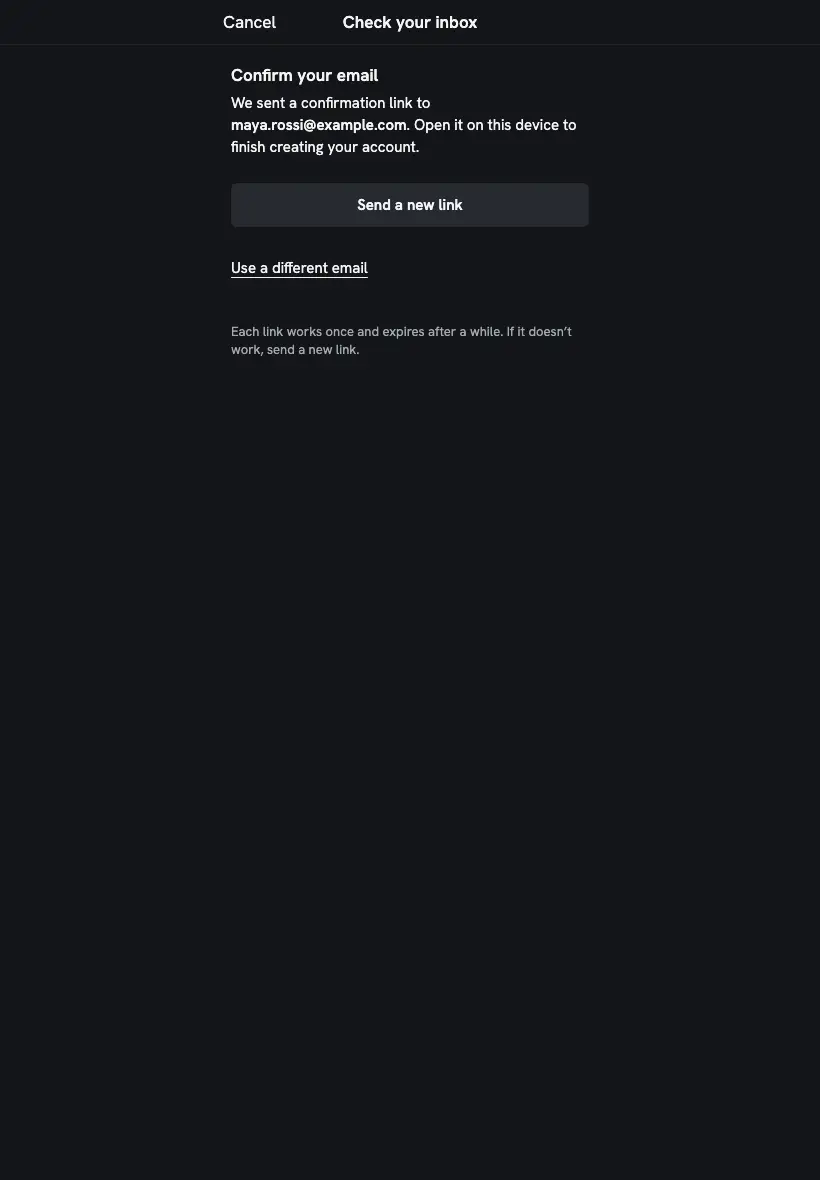 Cancel
Check your inbox
Confirm your email
We sent a confirmation link to
maya.rossi@example.com. Open it on this device to
finish creating your account.
Send a new link
Use a different email
Each link works once and expires after a while. If it doesn’t
work, send a new link.